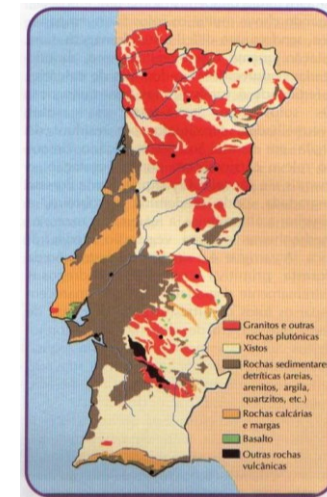 Granitos e outras
rochas plutónicas
Xistos
Rochas sedimentares
detríticas (areias,
arenitos, argila,
quartzitos, etc.)
Rochas calcárias
e margas
Basalto
Outras rochas
vulcânicas